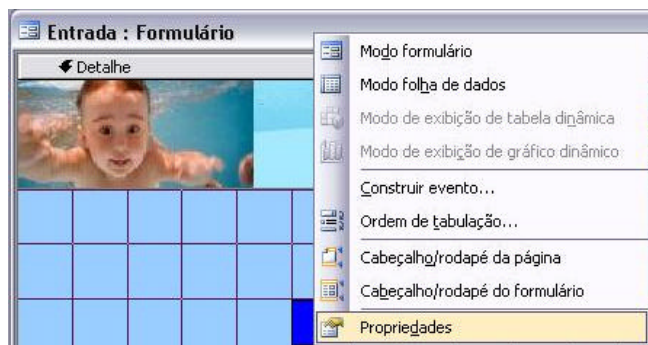 Entrada : Formulário
Detalhe
Modo formulário
Modo folha de dados
Modo de exibição de tabela dinâmica
Modo de exibição de gráfico dinâmico
Construir evento...
Ordem de tabulação...
Cabeçalho/rodapé da página
Cabeçalho/rodapé do formulário
Propriedades